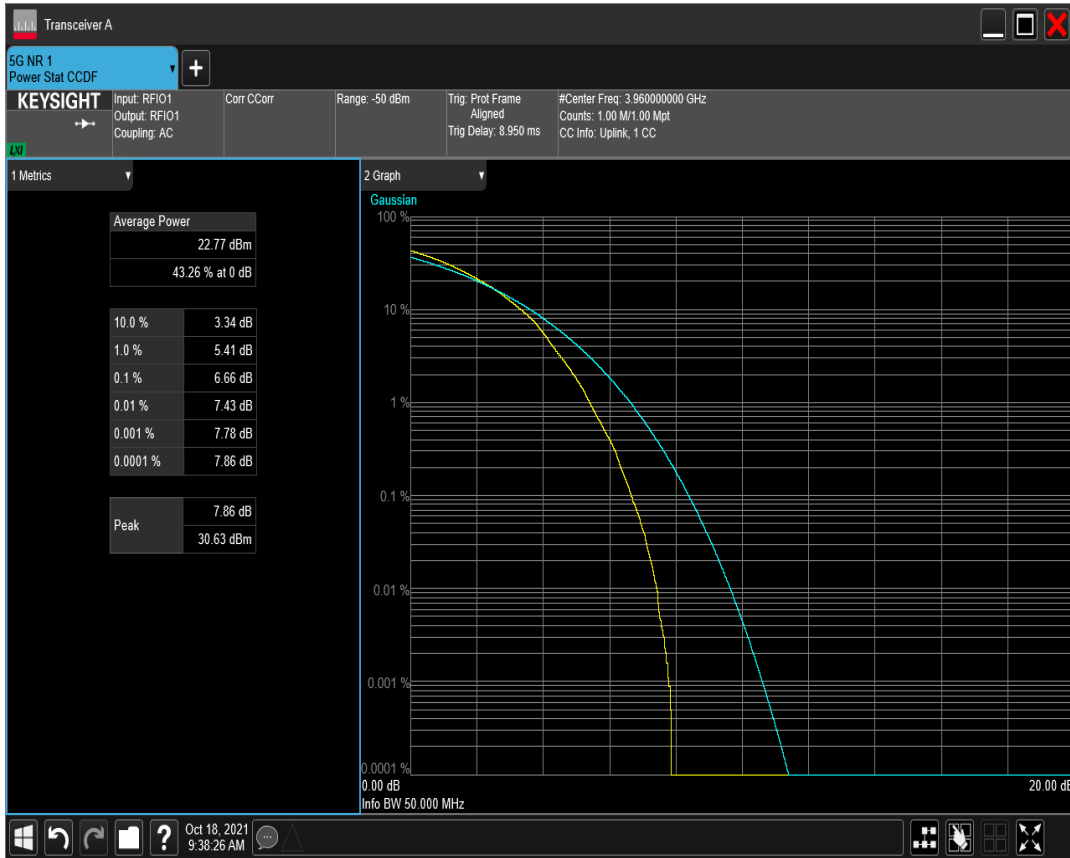 Transceiver A
5G NR 1
Power Stat CCDF
KEYSIGHT
LXI
Input: RFIO1
Output: RFIO1
Coupling: AC
Corr CCorr
Range: -50 dBm
Trig: Prot Frame
Aligned
Trig Delay: 8.950 ms
#Center Freq: 3.960000000 GHz
Counts: 1.00 M/1.00 Mpt
CC Info: Uplink, 1 CC
1 Metrics
Average Power
22.77 dBm
43.26 % at 0 dB
10.0 % 3.34 dB
1.0 % 5.41 dB
0.1 % 6.66 dB
0.01 % 7.43 dB
0.001 % 7.78 dB
0.0001 % 7.86 dB
Peak
7.86 dB
30.63 dBm
2 Graph
Gaussian
100 %
10 %
1 %
0.1 %
0.01 %
0.001 %
0.0001 %
0.00 dB 20.00 dB
Info BW 50.000 MHz
Oct 18, 2021
9:38:26 AM